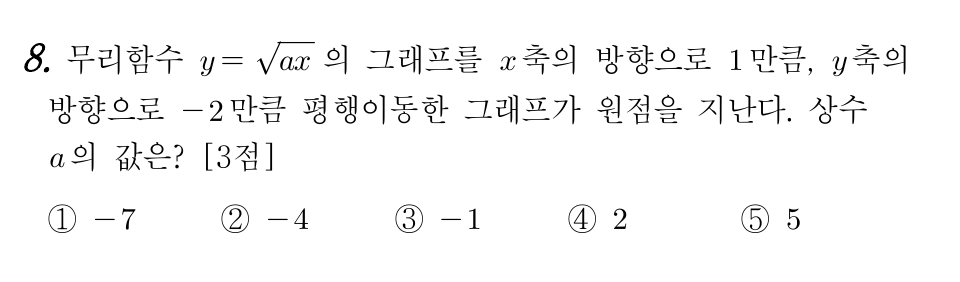 8. 무리함수 y=√ax 의 그래프를 x축의 방향으로 1만큼, y축의
방향으로 −2만큼 평행이동한 그래프가 원점을 지난다. 상수
a의 값은? [3점]
① −7 ② −4 ③ −1 ④ 2 ⑤ 5